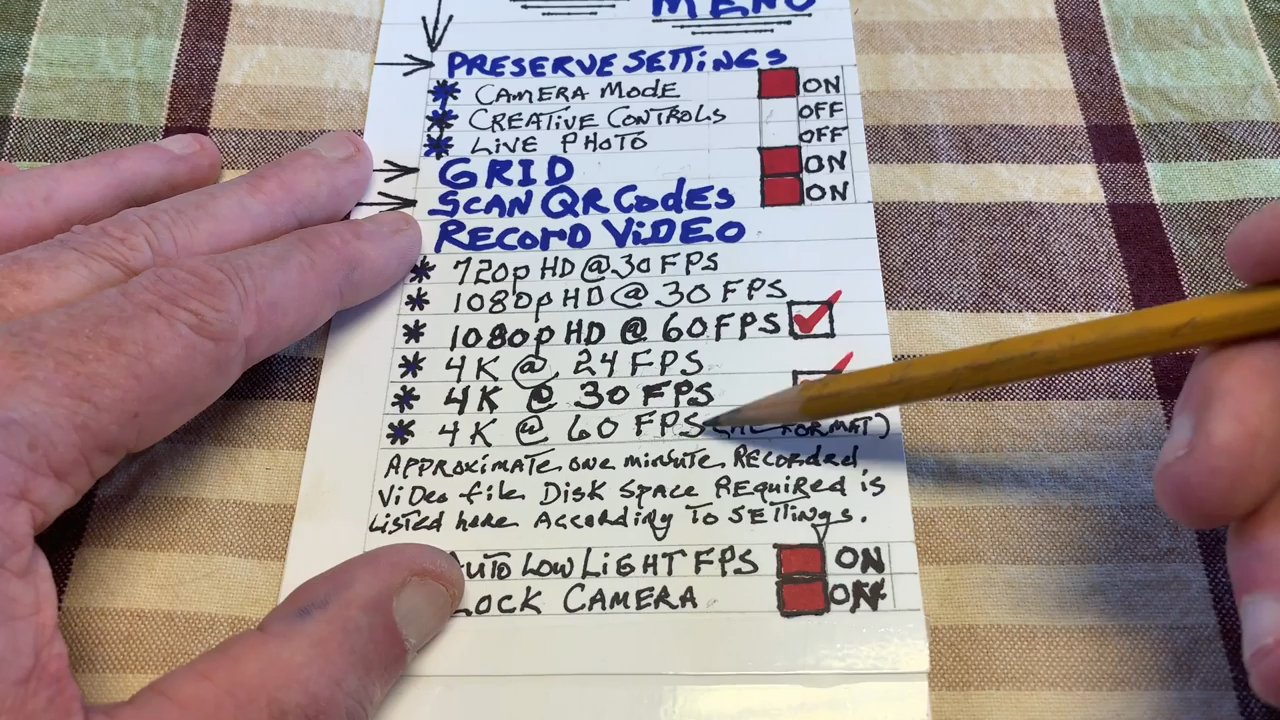 MENU
PRESERVE SETTINGS
* CAMERA MODE ON
* CREATIVE CONTROLS OFF
* LIVE PHOTO OFF
GRID ON
SCAN QR CODES ON
RECORD VIDEO
* 720p HD @ 30 FPS
* 1080p HD @ 30 FPS
* 1080p HD @ 60 FPS ✓
* 4K @ 24 FPS
* 4K @ 30 FPS ✓
* 4K @ 60 FPS FORMAT)
APPROXIMATE one minute RECORDED
ViDeo file Disk Space REQUIRED is
Listed here ACCORDING TO SETTINGS.
AUTO LOW LIGHT FPS ON
LOCK CAMERA ON